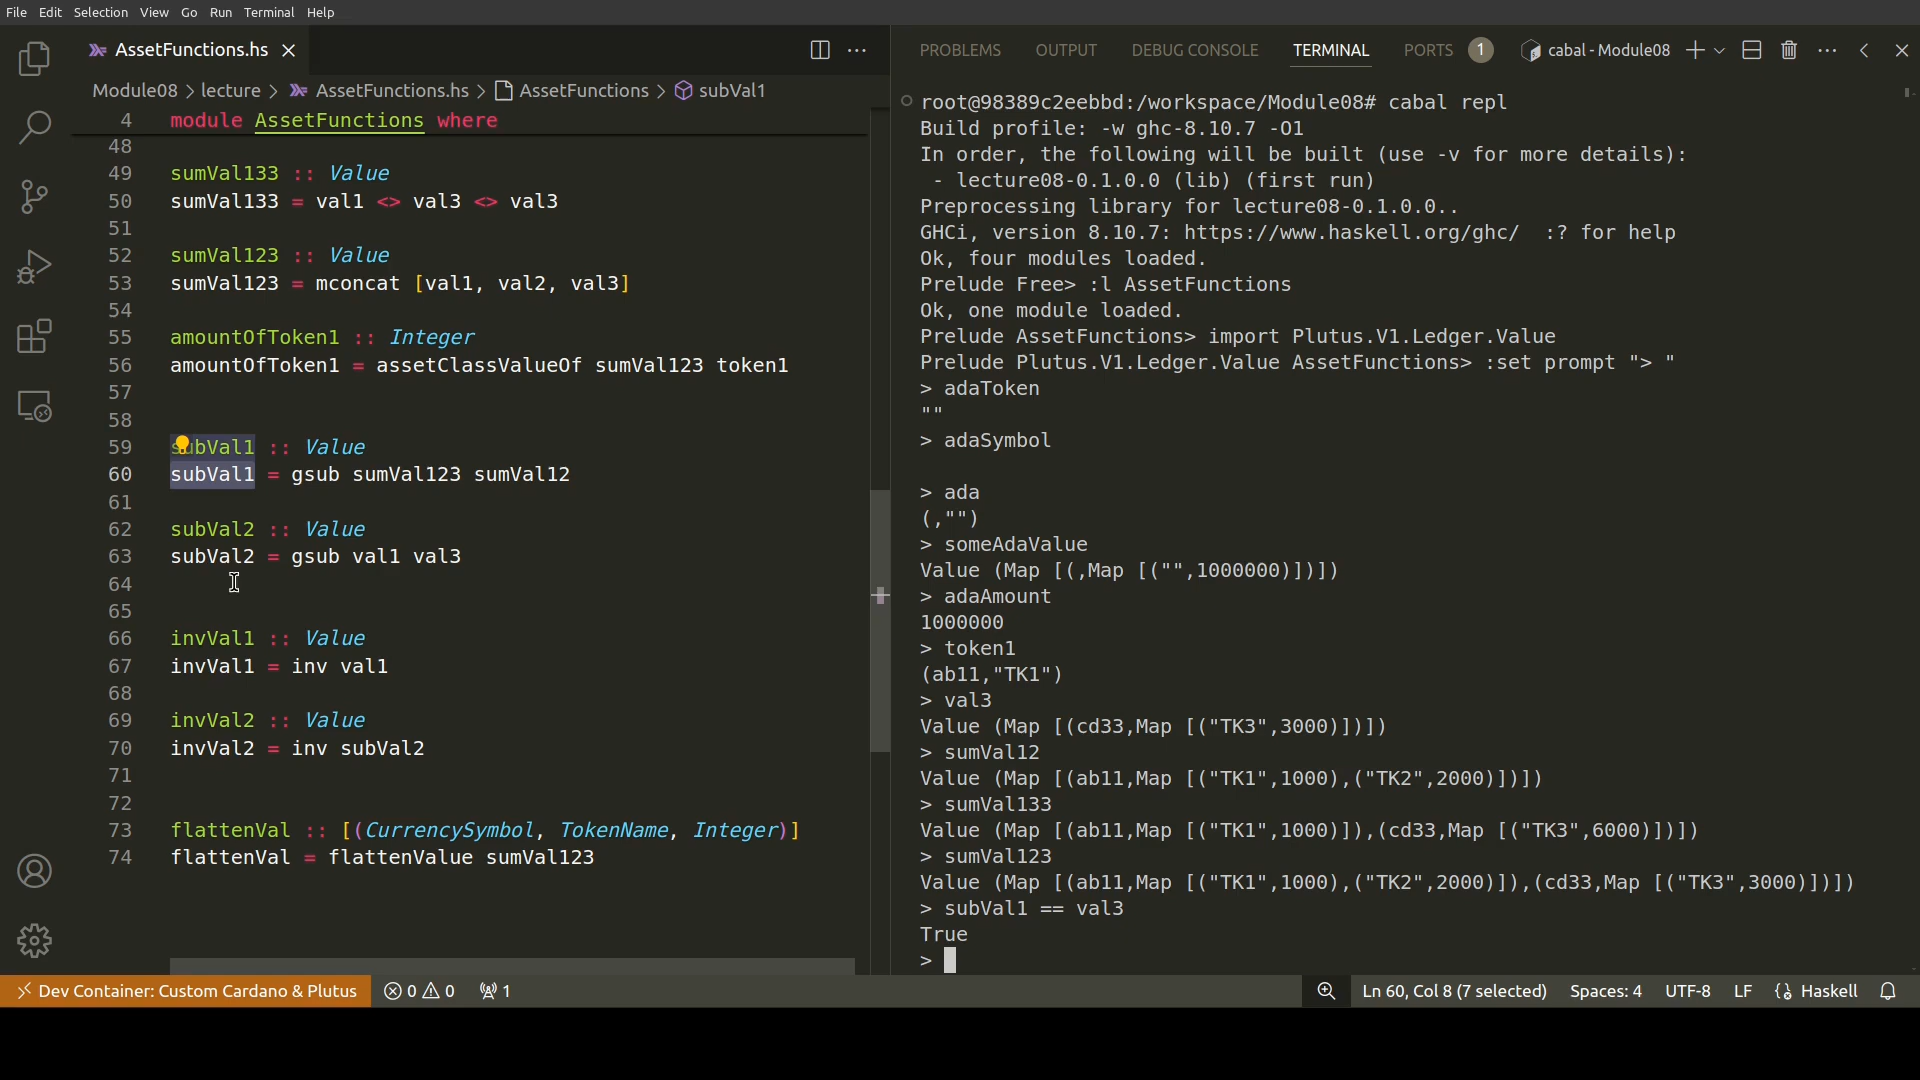 File Edit Selection View Go Run Terminal Help
AssetFunctions.hs
Module08 > lecture > AssetFunctions.hs > AssetFunctions > subVal1
4 module AssetFunctions where
48
49 sumVal133 :: Value
50 sumVal133 = val1 <> val3 <> val3
51
52 sumVal123 :: Value
53 sumVal123 = mconcat [val1, val2, val3]
54
55 amountOfToken1 :: Integer
56 amountOfToken1 = assetClassValueOf sumVal123 token1
57
58
59 subVal1 :: Value
60 subVal1 = gsub sumVal123 sumVal12
61
62 subVal2 :: Value
63 subVal2 = gsub val1 val3
64
65
66 invVal1 :: Value
67 invVal1 = inv val1
68
69 invVal2 :: Value
70 invVal2 = inv subVal2
71
72
73 flattenVal :: [(CurrencySymbol, TokenName, Integer)]
74 flattenVal = flattenValue sumVal123
PROBLEMS OUTPUT DEBUG CONSOLE TERMINAL PORTS 1 cabal - Module08
root@98389c2eebbd:/workspace/Module08# cabal repl
Build profile: -w ghc-8.10.7 -O1
In order, the following will be built (use -v for more details):
- lecture08-0.1.0.0 (lib) (first run)
Preprocessing library for lecture08-0.1.0.0..
GHCi, version 8.10.7: https://www.haskell.org/ghc/ :? for help
Ok, four modules loaded.
Prelude Free> :l AssetFunctions
Ok, one module loaded.
Prelude AssetFunctions> import Plutus.V1.Ledger.Value
Prelude Plutus.V1.Ledger.Value AssetFunctions> :set prompt "> "
> adaToken
""
> adaSymbol
> ada
(,"")
> someAdaValue
Value (Map [(,Map [("",1000000)])])
> adaAmount
1000000
> token1
(ab11,"TK1")
> val3
Value (Map [(cd33,Map [("TK3",3000)])])
> sumVal12
Value (Map [(ab11,Map [("TK1",1000),("TK2",2000)])])
> sumVal133
Value (Map [(ab11,Map [("TK1",1000)]),(cd33,Map [("TK3",6000)])])
> sumVal123
Value (Map [(ab11,Map [("TK1",1000),("TK2",2000)]),(cd33,Map [("TK3",3000)])])
> subVal1 == val3
True
>
Dev Container: Custom Cardano & Plutus 0 0 1 Ln 60, Col 8 (7 selected) Spaces: 4 UTF-8 LF Haskell